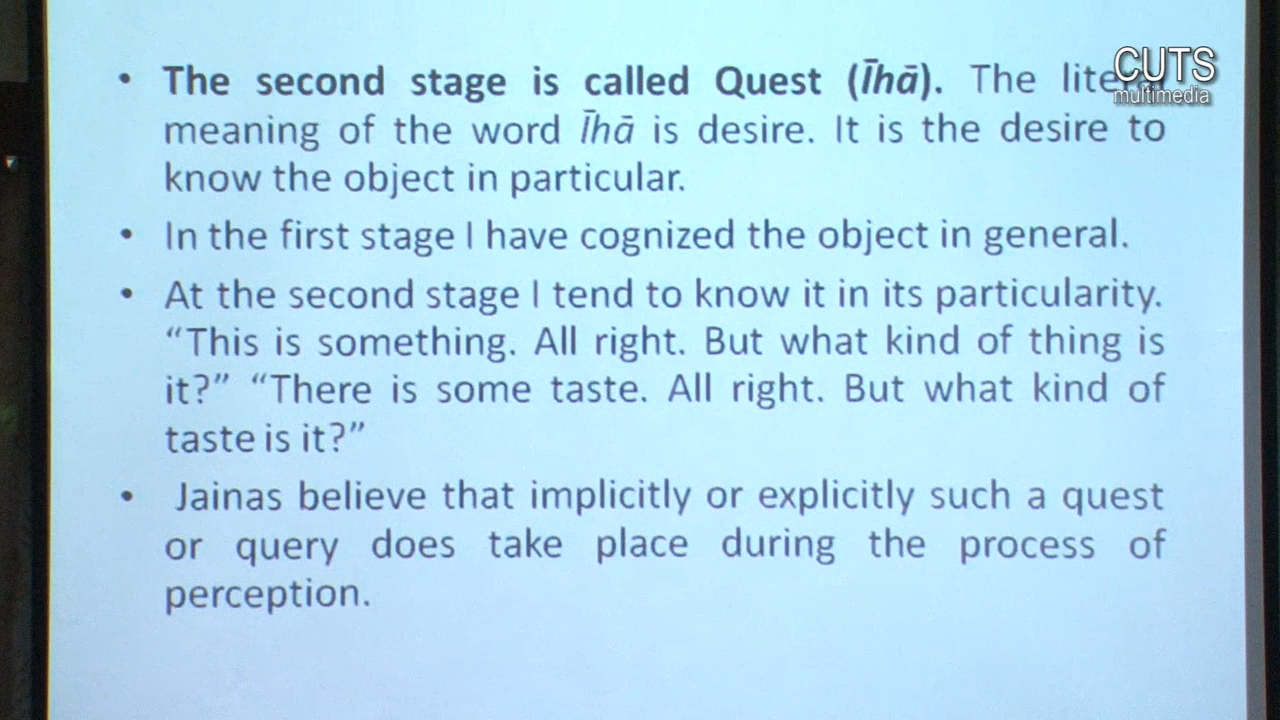 • The second stage is called Quest (Īhā). The
meaning of the word Īhā is desire. It is the desire to
know the object in particular.
• In the first stage I have cognized the object in general.
• At the second stage I tend to know it in its particularity.
“This is something. All right. But what kind of thing is
it?” “There is some taste. All right. But what kind of
taste is it?”
• Jainas believe that implicitly or explicitly such a quest
or query does take place during the process of
perception.
CUTS
multimedia